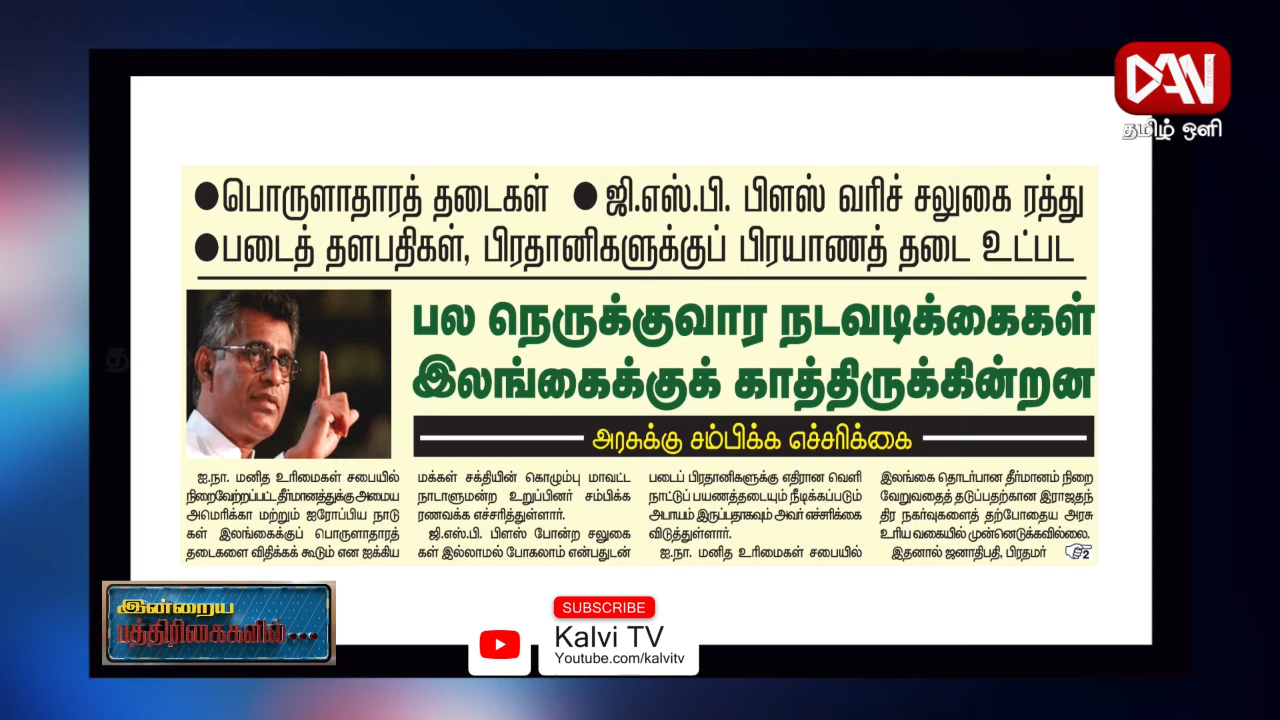 DAN
தமிழ் ஒளி
●பொருளாதாரத் தடைகள் ●ஜி.எஸ்.பி. பிளஸ் வரிச் சலுகை ரத்து
●படைத் தளபதிகள், பிரதானிகளுக்குப் பிரயாணத் தடை உட்பட
பல நெருக்குவார நடவடிக்கைகள்
இலங்கைக்குக் காத்திருக்கின்றன
அரசுக்கு சம்பிக்க எச்சரிக்கை
ஐ.நா. மனித உரிமைகள் சபையில்
நிறைவேற்றப்பட்ட தீர்மானத்துக்கு அமைய
அமெரிக்கா மற்றும் ஐரோப்பிய நாடு
கள் இலங்கைக்குப் பொருளாதாரத்
தடைகளை விதிக்கக் கூடும் என ஐக்கிய
மக்கள் சக்தியின் கொழும்பு மாவட்ட
நாடாளுமன்ற உறுப்பினர் சம்பிக்க
ரணவக்க எச்சரித்துள்ளார்.
ஜி.எஸ்.பி. பிளஸ் போன்ற சலுகை
கள் இல்லாமல் போகலாம் என்பதுடன்
படைப் பிரதானிகளுக்கு எதிரான வெளி
நாட்டுப் பயணத்தடையும் நீடிக்கப்படும்
அபாயம் இருப்பதாகவும் அவர் எச்சரிக்கை
விடுத்துள்ளார்.
ஐ.நா. மனித உரிமைகள் சபையில்
இலங்கை தொடர்பான தீர்மானம் நிறை
வேறுவதைத் தடுப்பதற்கான இராஜதந்
திர நகர்வுகளைத் தற்போதைய அரசு
உரிய வகையில் முன்னெடுக்கவில்லை.
இதனால் ஜனாதிபதி, பிரதமர் 2
இன்றைய
பத்திரிகைகளில்...
SUBSCRIBE
Kalvi TV
Youtube.com/kalvitv